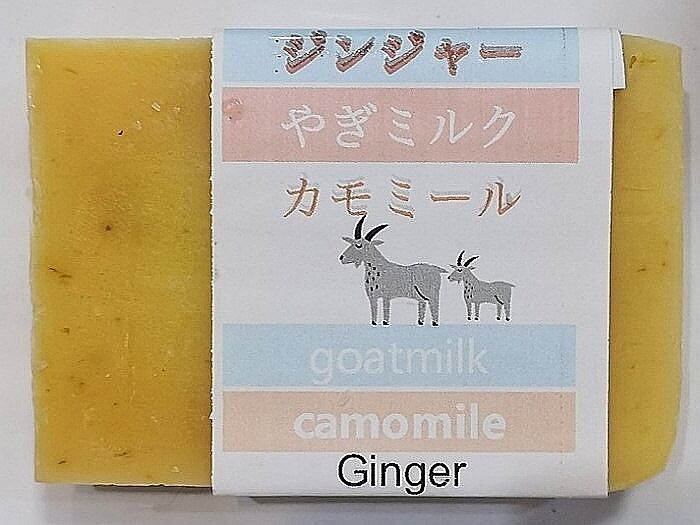 ジンジャー
やぎミルク
カモミール
goatmilk
camomile
Ginger